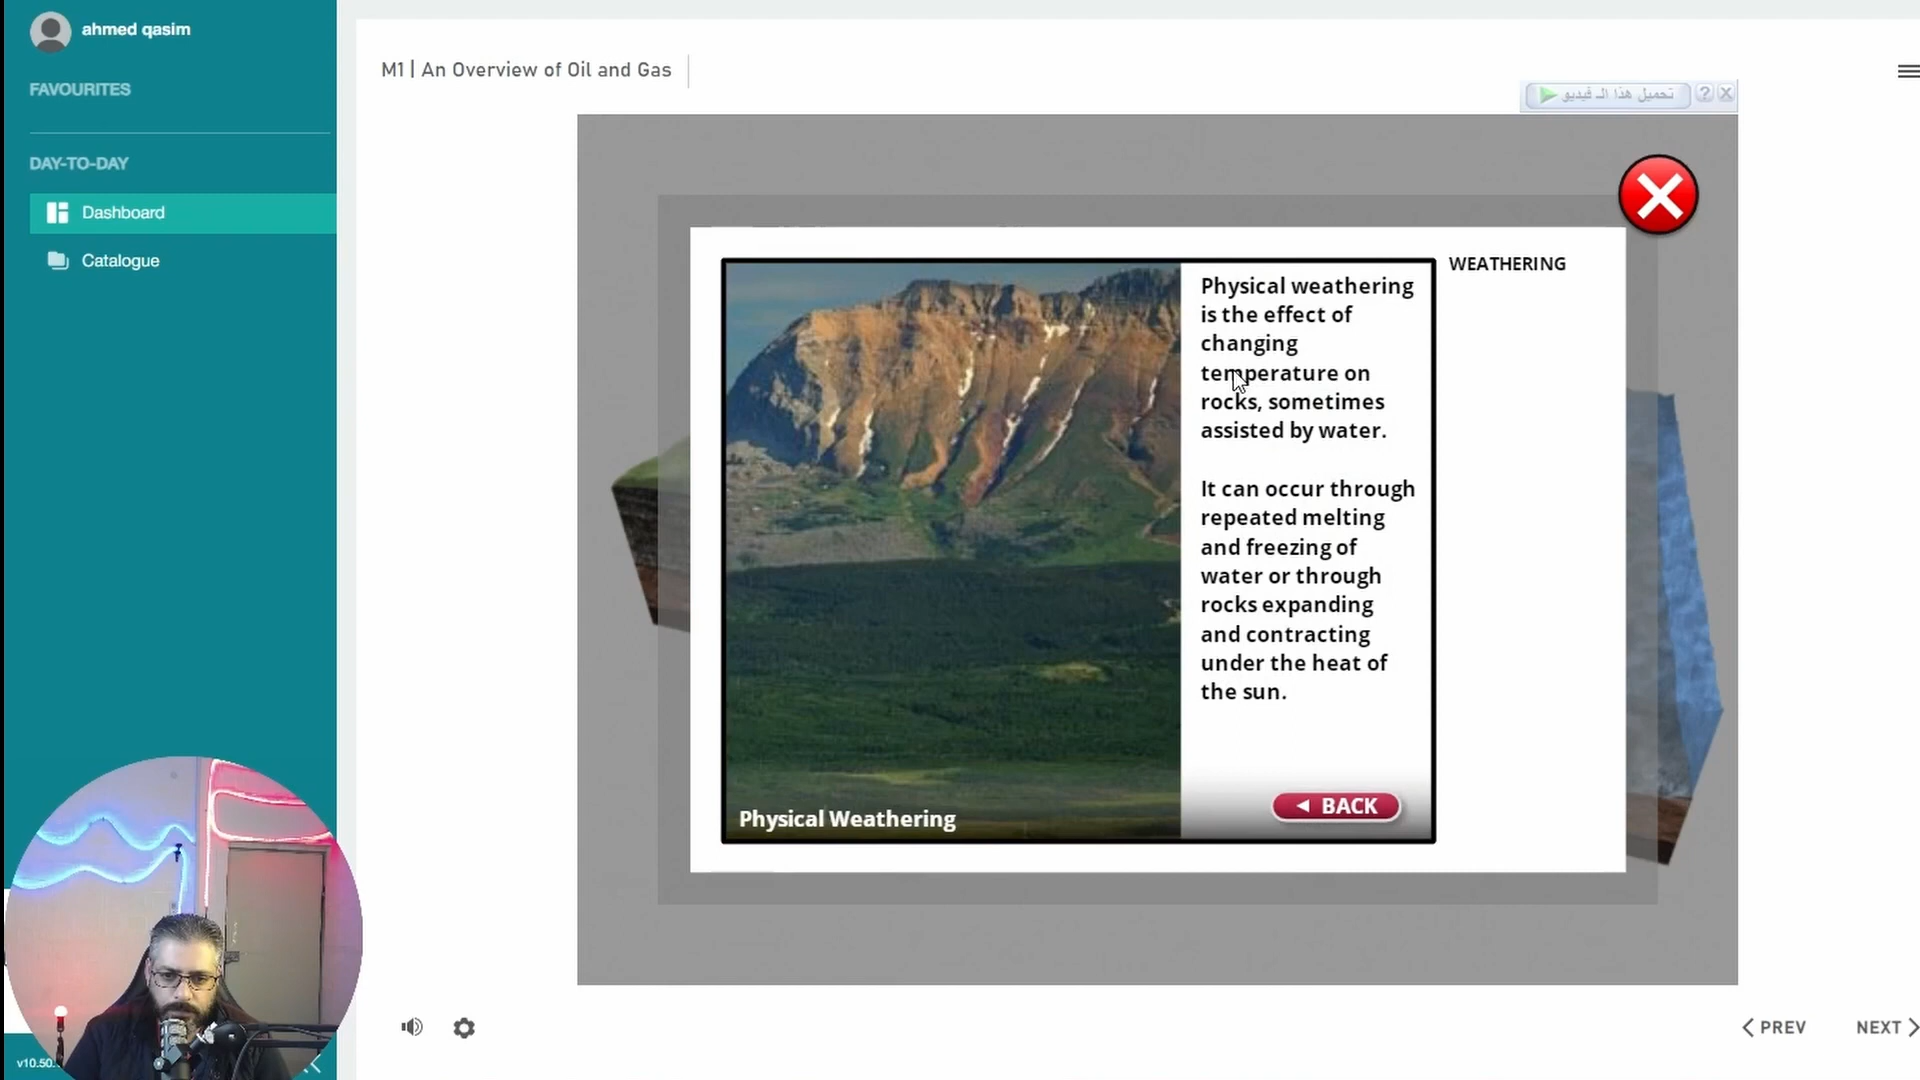 ahmed qasim
FAVOURITES
DAY-TO-DAY
Dashboard
Catalogue
M1 | An Overview of Oil and Gas
تحميل هذا الـ فيديو
?
WEATHERING
Physical weathering
is the effect of
changing
temperature on
rocks, sometimes
assisted by water.
It can occur through
repeated melting
and freezing of
water or through
rocks expanding
and contracting
under the heat of
the sun.
BACK
Physical Weathering
PREV
NEXT
v10.50.